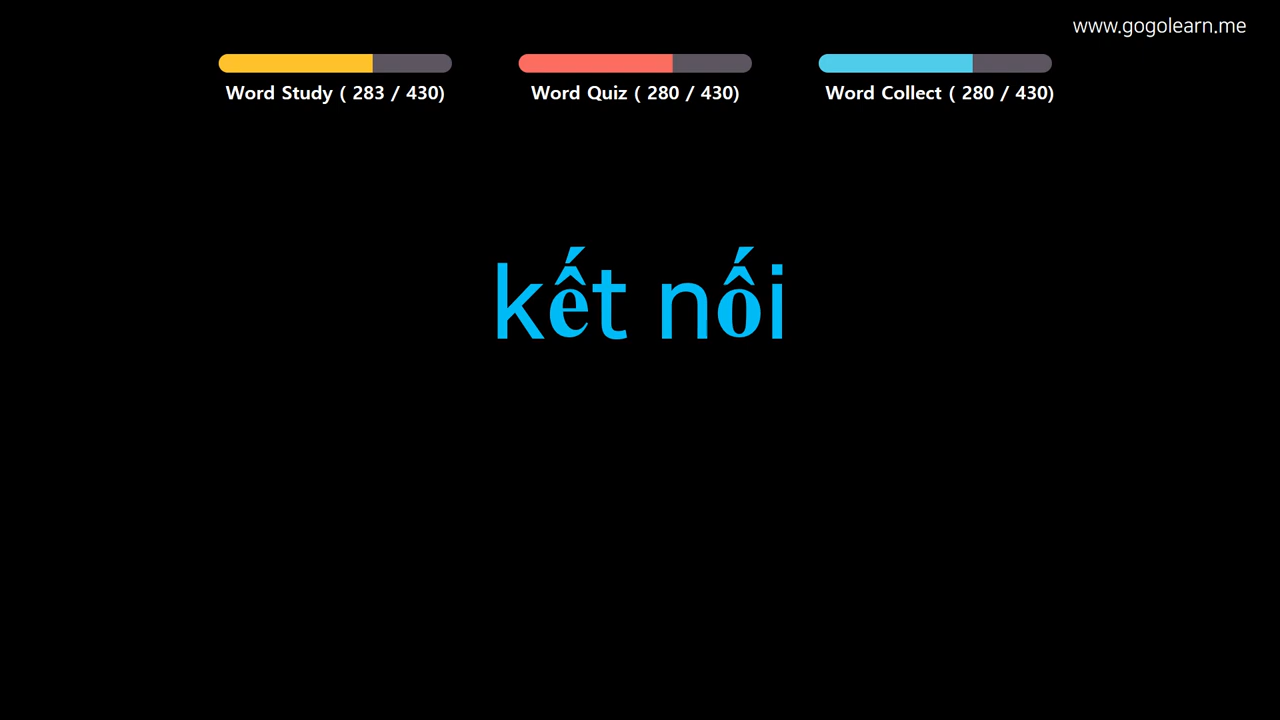 www.gogolearn.me
Word Study ( 283 / 430)
Word Quiz ( 280 / 430)
Word Collect ( 280 / 430)
kết nối